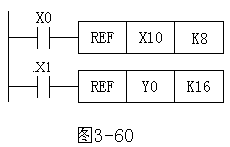 X0
REF X10 K8
.X1
REF Y0 K16
图3-60